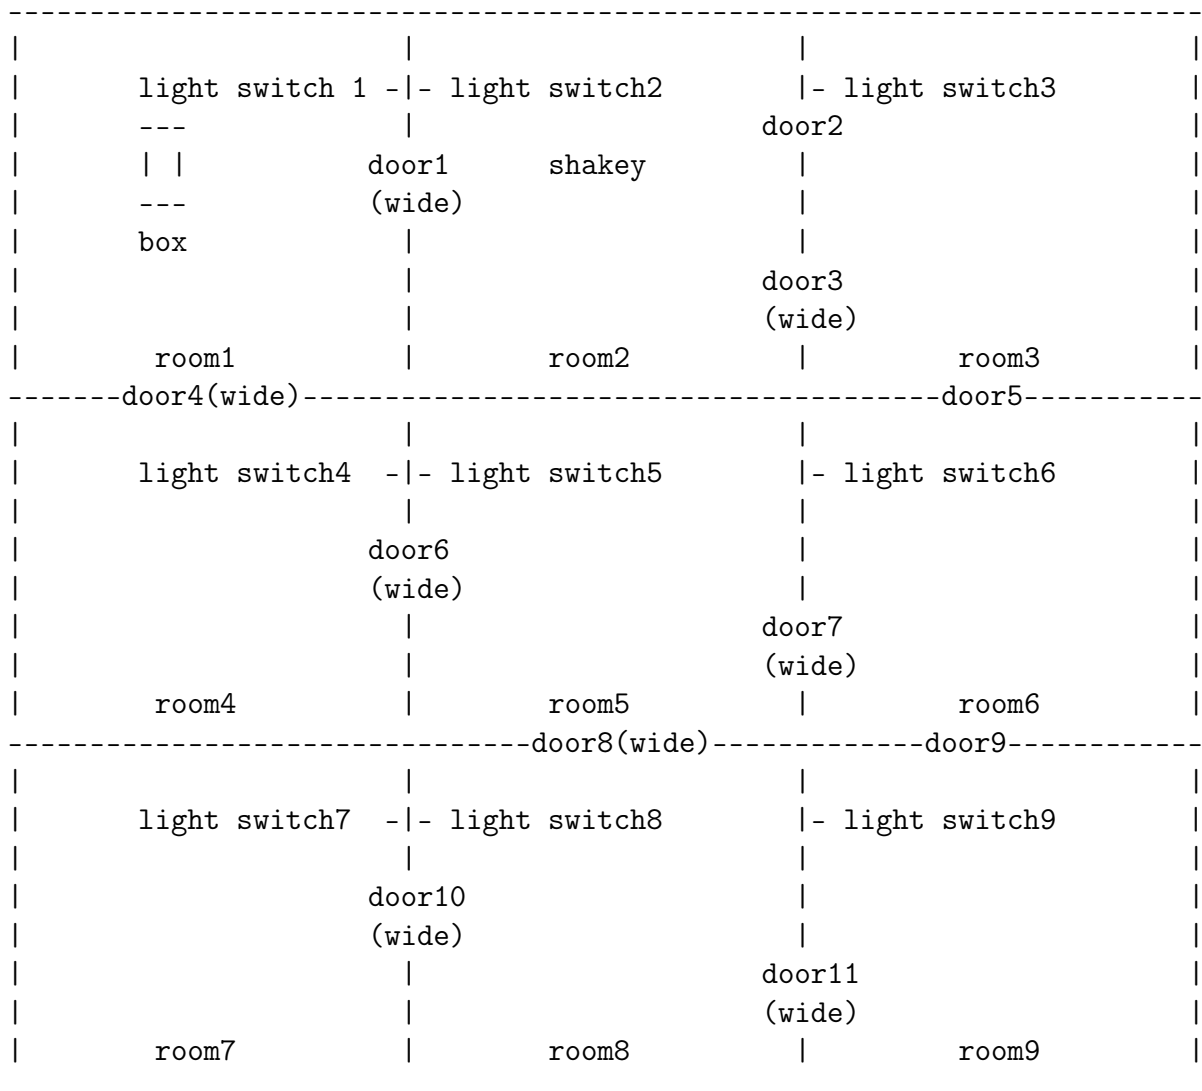 -------------------------------------------------------------------------
|                       |                       |                       |
|       light switch 1 -|- light switch2        |- light switch3        |
|       ---             |                     door2                     |
|       | |           door1      shakey         |                       |
|       ---           (wide)                    |                       |
|       box             |                       |                       |
|                       |                     door3                     |
|                       |                     (wide)                    |
|        room1          |        room2          |         room3         |
-------door4(wide)---------------------------------------door5-----------
|                       |                       |                       |
|       light switch4  -|- light switch5        |- light switch6        |
|                       |                       |                       |
|                     door6                     |                       |
|                     (wide)                    |                       |
|                       |                     door7                     |
|                       |                     (wide)                    |
|        room4          |        room5          |         room6         |
--------------------------------door8(wide)-------------door9------------
|                       |                       |                       |
|       light switch7  -|- light switch8        |- light switch9        |
|                       |                       |                       |
|                     door10                    |                       |
|                     (wide)                    |                       |
|                       |                     door11                    |
|                       |                     (wide)                    |
|        room7          |        room8          |         room9         |